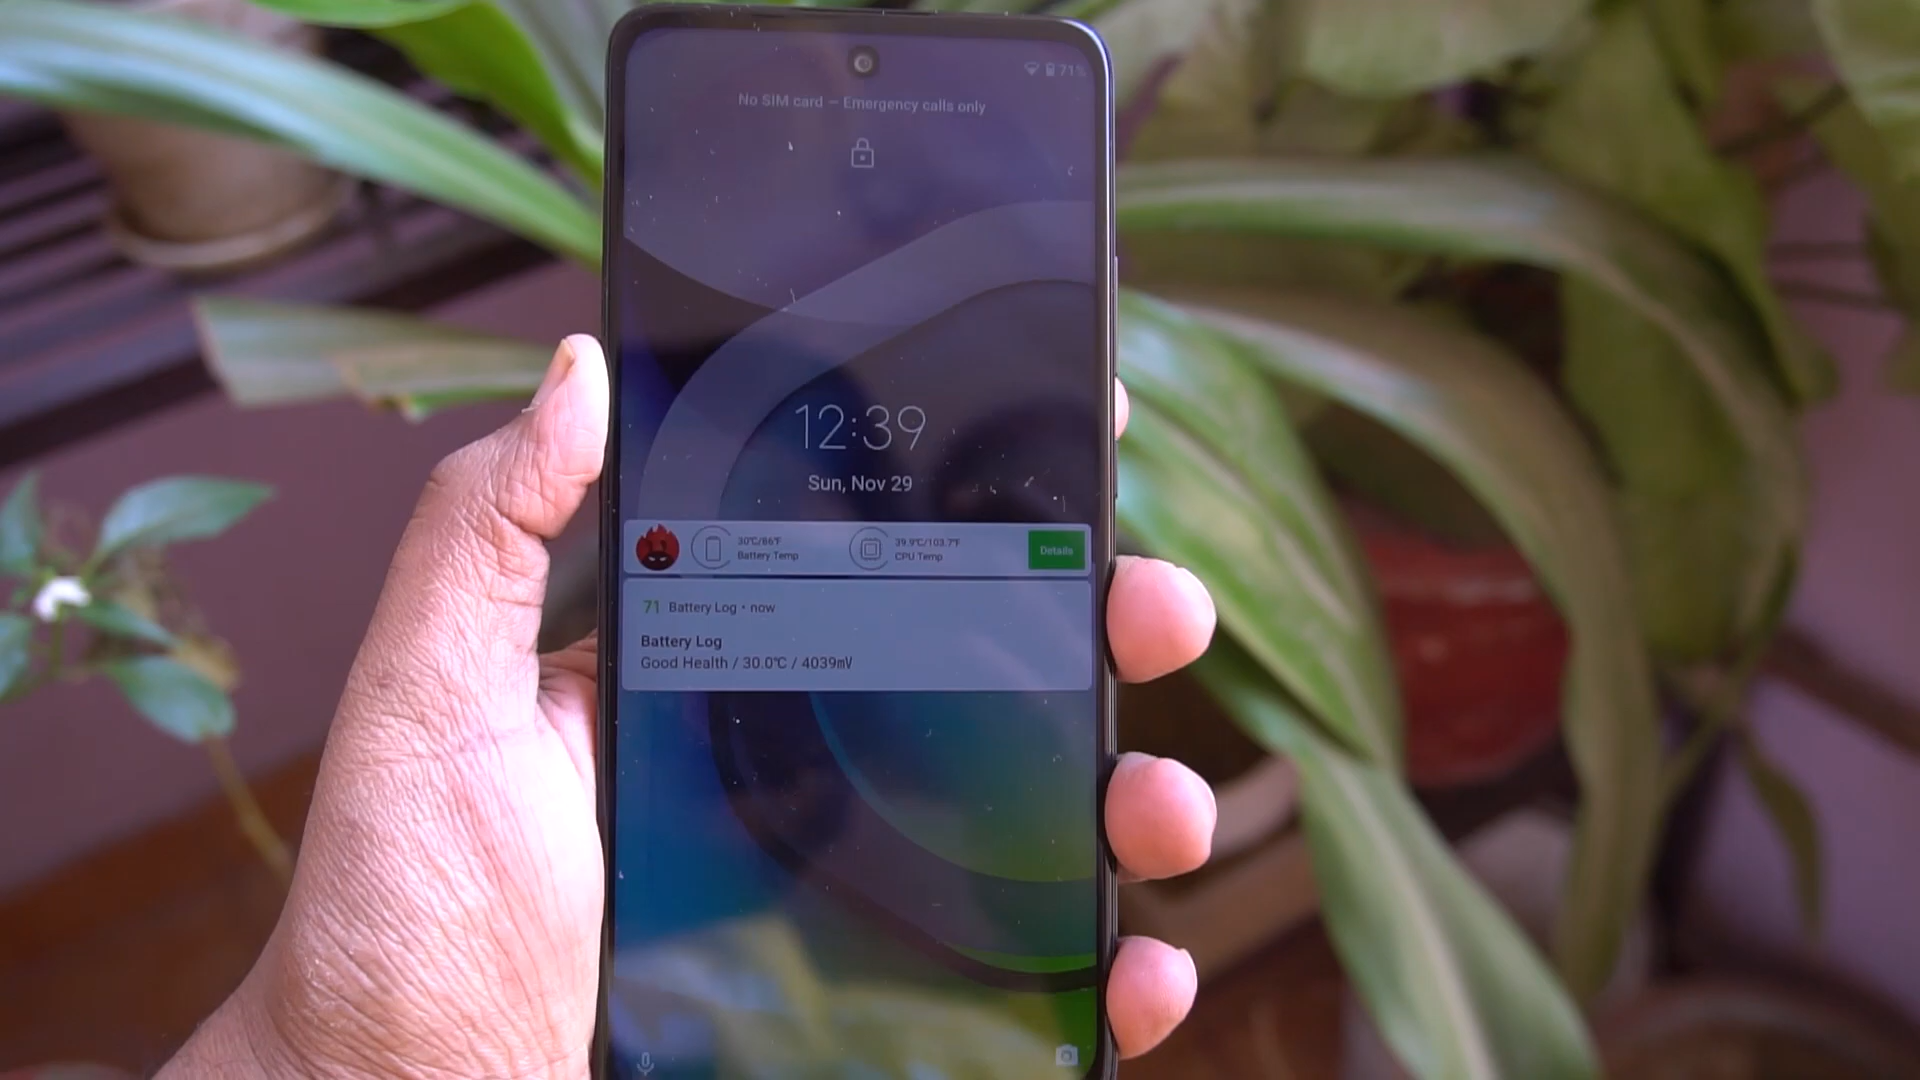 71%
No SIM card — Emergency calls only
12:39
Sun, Nov 29
30℃/86℉
Battery Temp
39.9℃/103.7℉
CPU Temp
Details
71 Battery Log • now
Battery Log
Good Health / 30.0℃ / 4039mV